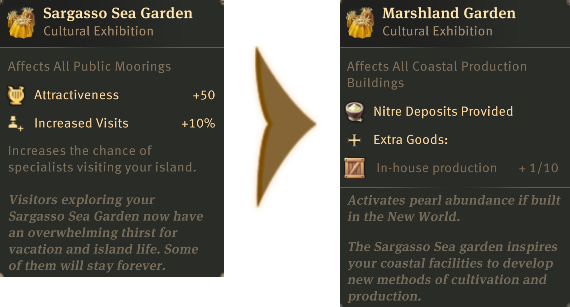 Sargasso Sea Garden
Cultural Exhibition
Affects All Public Moorings
Attractiveness +50
Increased Visits +10%
Increases the chance of
specialists visiting your island.
Visitors exploring your
Sargasso Sea Garden now have
an overwhelming thirst for
vacation and island life. Some
of them will stay forever.
Marshland Garden
Cultural Exhibition
Affects All Coastal Production
Buildings
Nitre Deposits Provided
Extra Goods:
In-house production + 1/10
Activates pearl abundance if built
in the New World.
The Sargasso Sea garden inspires
your coastal facilities to develop
new methods of cultivation and
production.